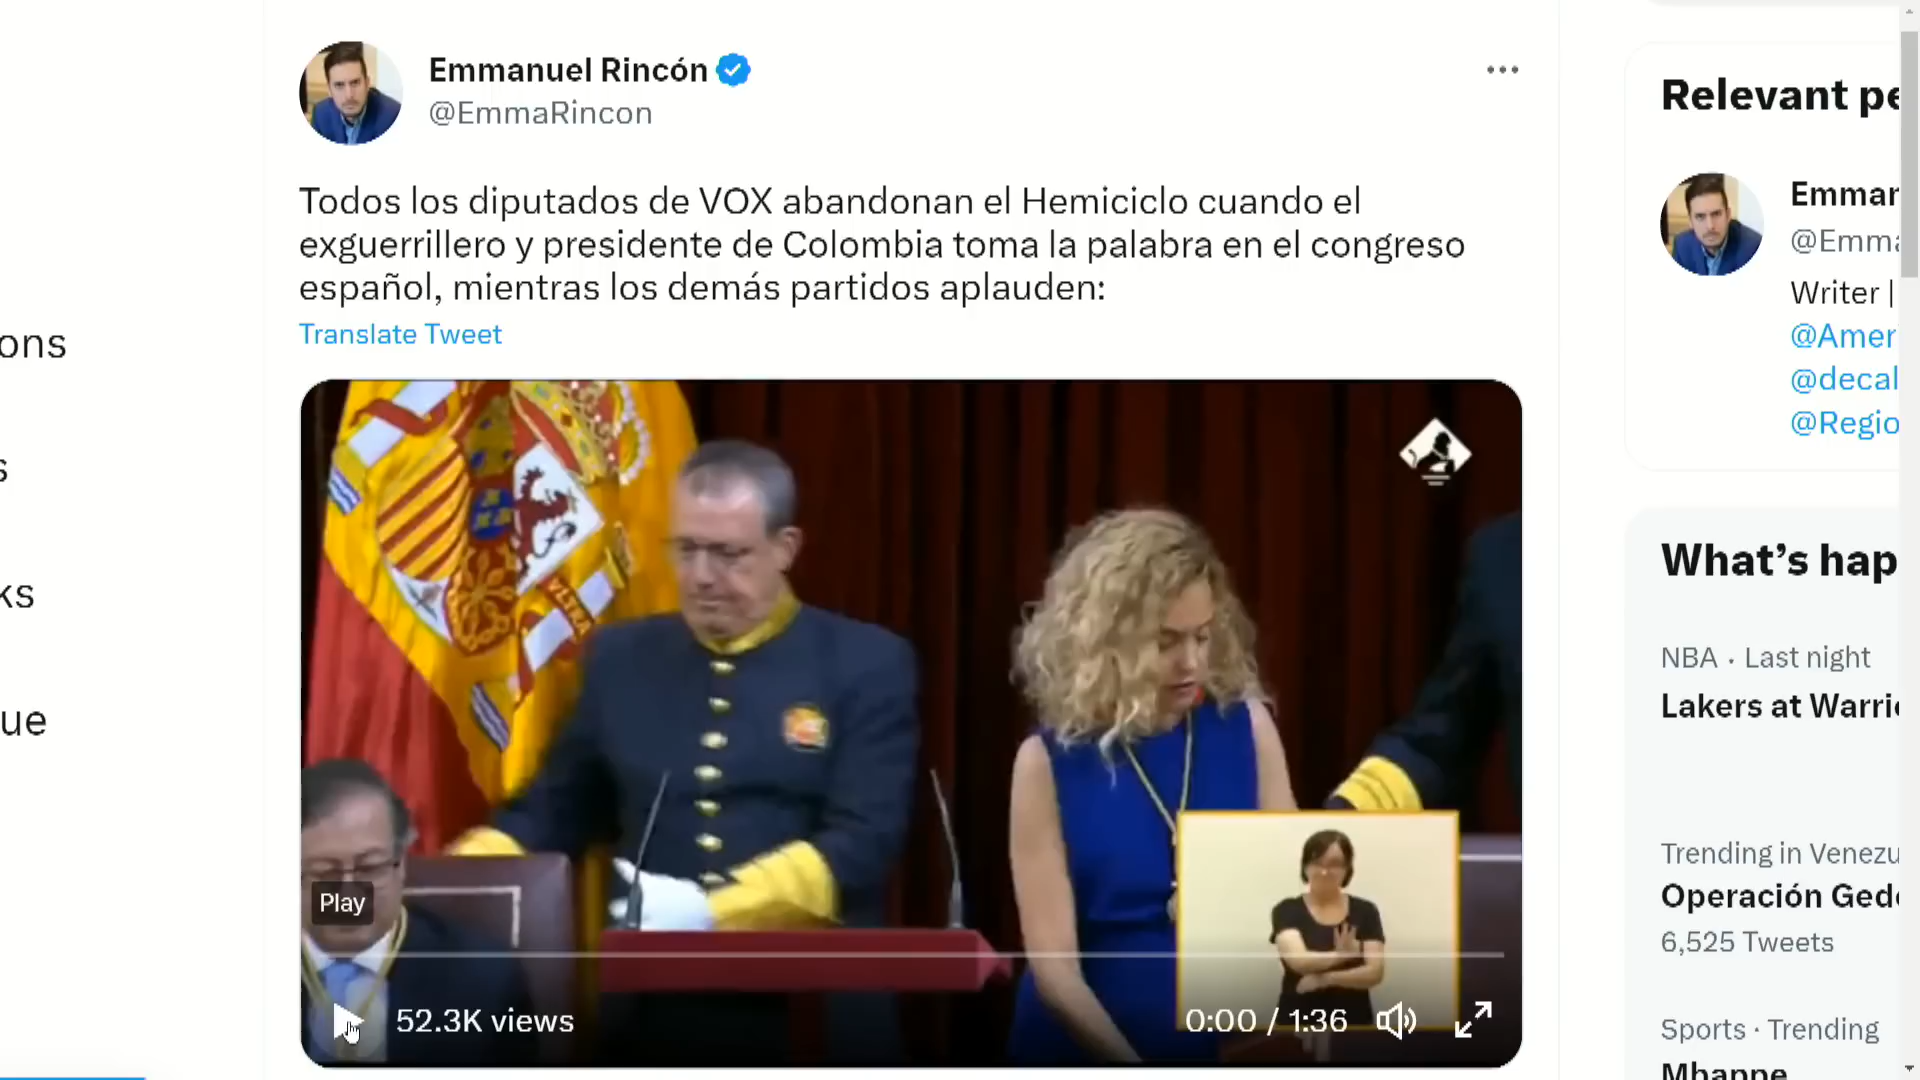 Emmanuel Rincón
@EmmaRincon
Todos los diputados de VOX abandonan el Hemiciclo cuando el
exguerrillero y presidente de Colombia toma la palabra en el congreso
español, mientras los demás partidos aplauden:
Translate Tweet
Play
52.3K views
0:00 / 1:36
ons
s
ks
ue
Relevant pe
Emmar
@Emma
Writer |
@Amer
@decal
@Regio
What's hap
NBA · Last night
Lakers at Warri
Trending in Venezu
Operación Gede
6,525 Tweets
Sports · Trending
Mbappe